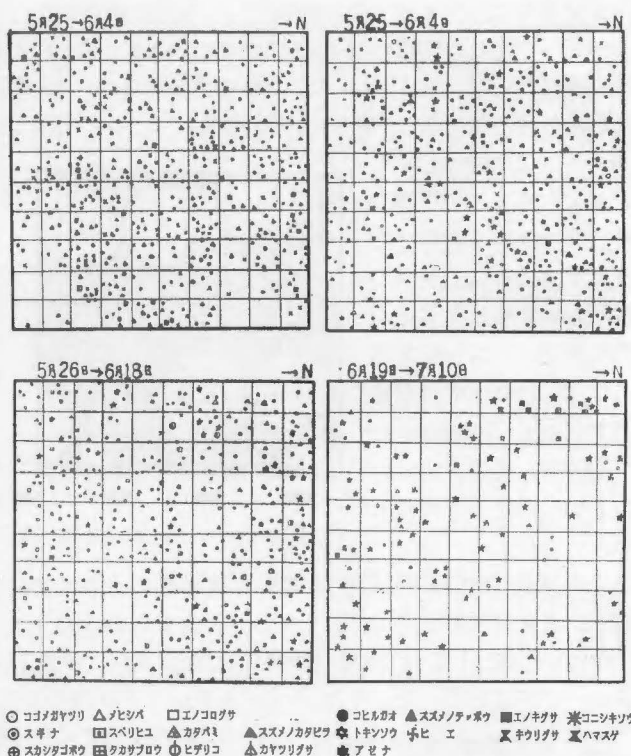 5月25→6月4日 →N
5月25→6月4日 →N
5月26日→6月18日 →N
6月19日→7月10日 →N
コゴメガヤツリ メヒシバ エノコログサ コヒルガオ スズメノテッポウ エノキグサ コニシキソウ
スギナ スベリヒユ カタバミ スズメノカタビラ トキンソウ ヒエ キウリグサ ハマスゲ
スカシタゴボウ タカサブロウ ヒデリコ カヤツリグサ アゼナ